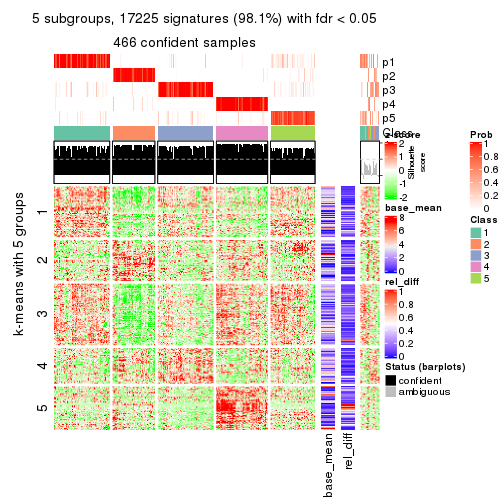 5 subgroups, 17225 signatures (98.1%) with fdr < 0.05
466 confident samples
p1
p2
p3
p4
p5
Class
z-score
2
1
0
-1
-2
Silhouette
score
base_mean
8
6
4
2
0
rel_diff
1
0.8
0.6
0.4
0.2
0
Prob
1
0.8
0.6
0.4
0.2
0
Class
1
2
3
4
5
Status (barplots)
confident
ambiguous
k-means with 5 groups
1
2
3
4
5
base_mean
rel_diff